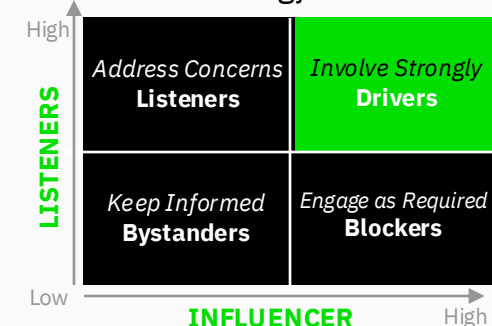 High
Address Concerns
Listeners
Involve Strongly
Drivers
LISTENERS
Keep Informed
Bystanders
Engage as Required
Blockers
Low
INFLUENCER
High